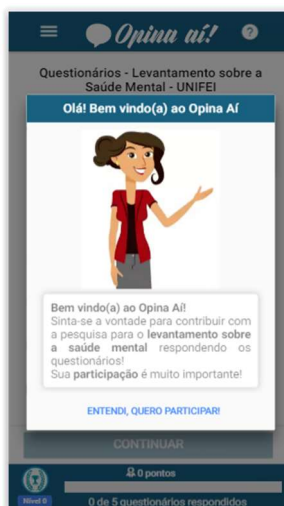 Opina aí!
?
Questionários - Levantamento sobre a
Saúde Mental - UNIFEI
Olá! Bem vindo(a) ao Opina Aí
Bem vindo(a) ao Opina Aí!
Sinta-se a vontade para contribuir com
a pesquisa para o levantamento sobre
a saúde mental respondendo os
questionários!
Sua participação é muito importante!
ENTENDI, QUERO PARTICIPAR!
CONTINUAR
0 pontos
Nível 0
0 de 5 questionários respondidos